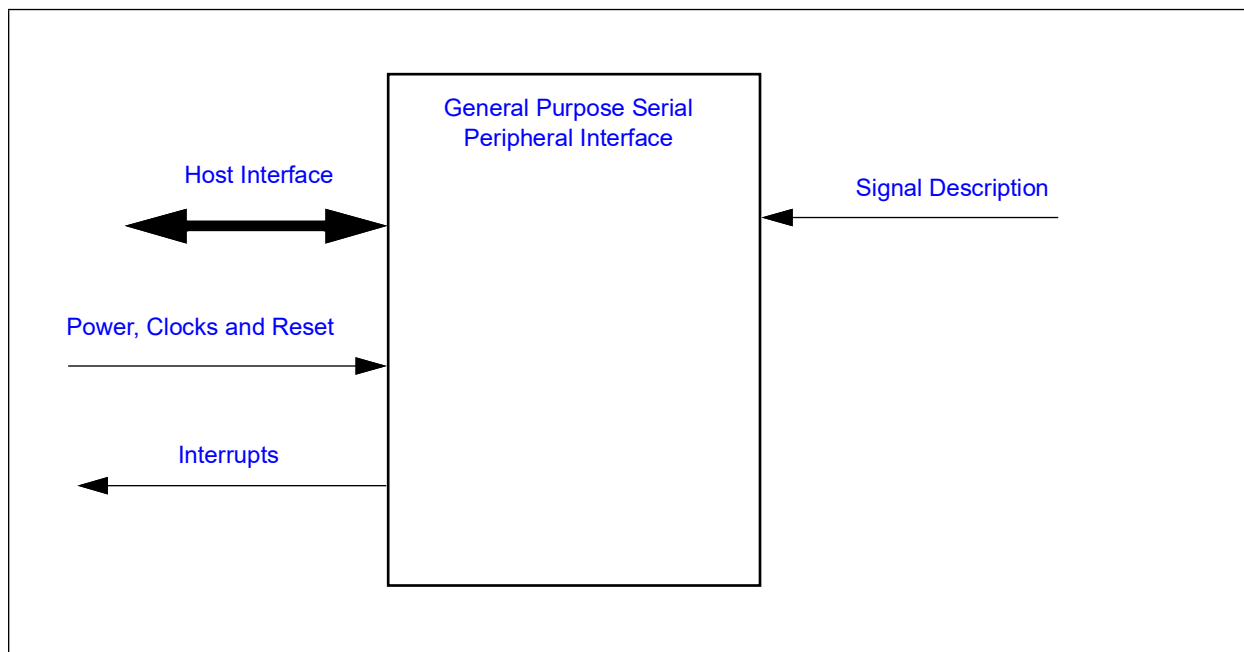 General Purpose Serial
Peripheral Interface
Host Interface
Signal Description
Power, Clocks and Reset
Interrupts